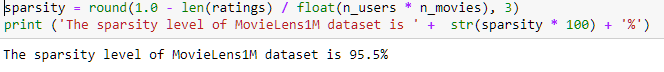 sparsity = round(1.0 - len(ratings) / float(n_users * n_movies), 3)
print ('The sparsity level of MovieLens1M dataset is ' +  str(sparsity * 100) + '%')
The sparsity level of MovieLens1M dataset is 95.5%